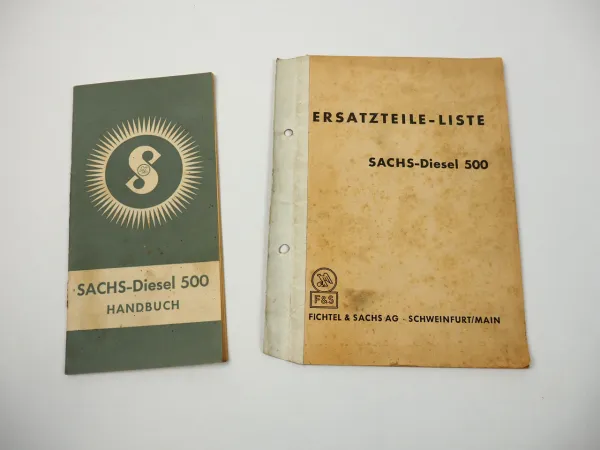 S
SACHS-Diesel 500
HANDBUCH
ERSATZTEILE-LISTE
SACHS-Diesel 500
F&S
FICHTEL & SACHS AG - SCHWEINFURT/MAIN